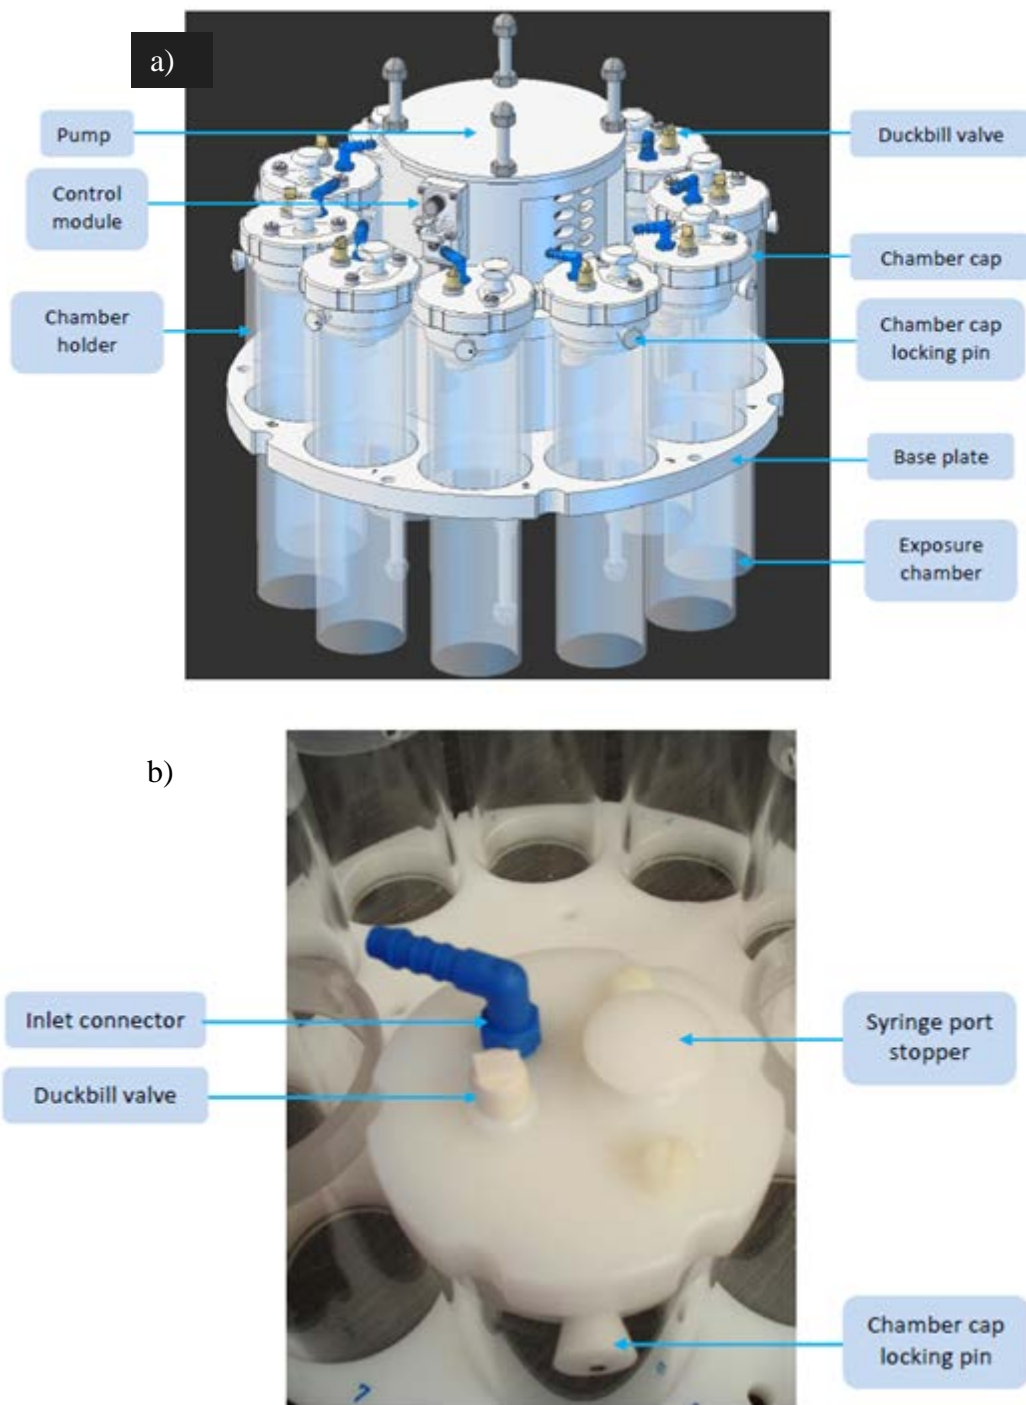 a)
Pump
Duckbill valve
Control
module
Chamber cap
Chamber
holder
Chamber cap
locking pin
Base plate
Exposure
chamber
b)
Inlet connector
Syringe port
stopper
Duckbill valve
Chamber cap
locking pin
7